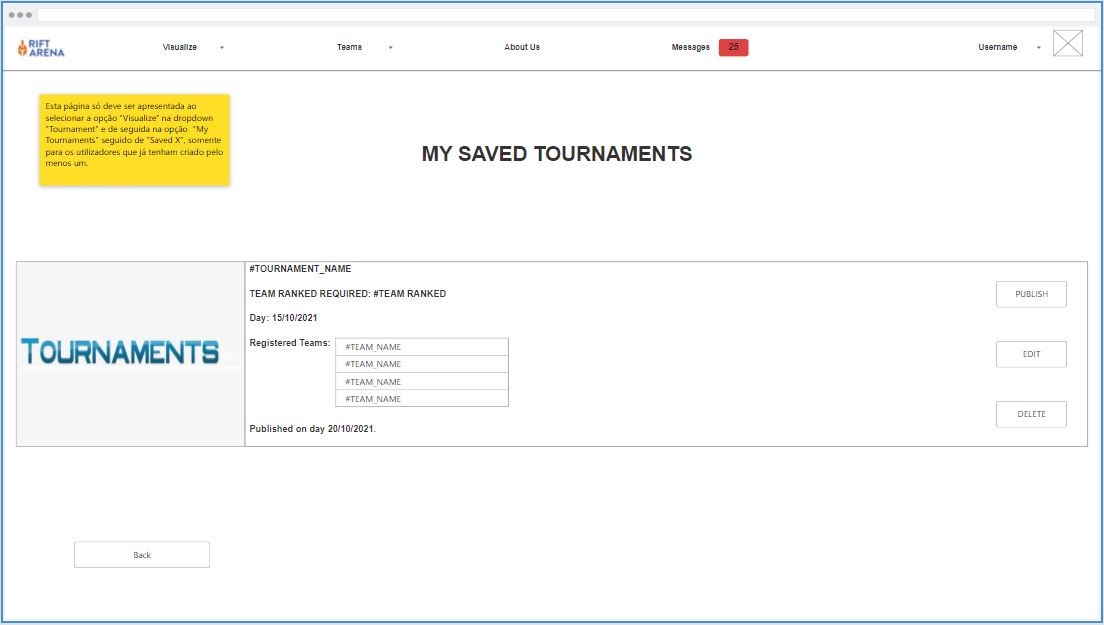 RIFT
ARENA
Visualize
Teams
About Us
Messages
25
Username
Esta página só deve ser apresentada ao
selecionar a opção "Visualize" na dropdown
"Tournament" e de seguida na opção "My
Tournaments" seguido de "Saved X", somente
para os utilizadores que já tenham criado pelo
menos um.
MY SAVED TOURNAMENTS
TOURNAMENTS
#TOURNAMENT_NAME
TEAM RANKED REQUIRED: #TEAM RANKED
Day: 15/10/2021
Registered Teams:
#TEAM_NAME
#TEAM_NAME
#TEAM_NAME
#TEAM_NAME
Published on day 20/10/2021.
PUBLISH
EDIT
DELETE
Back